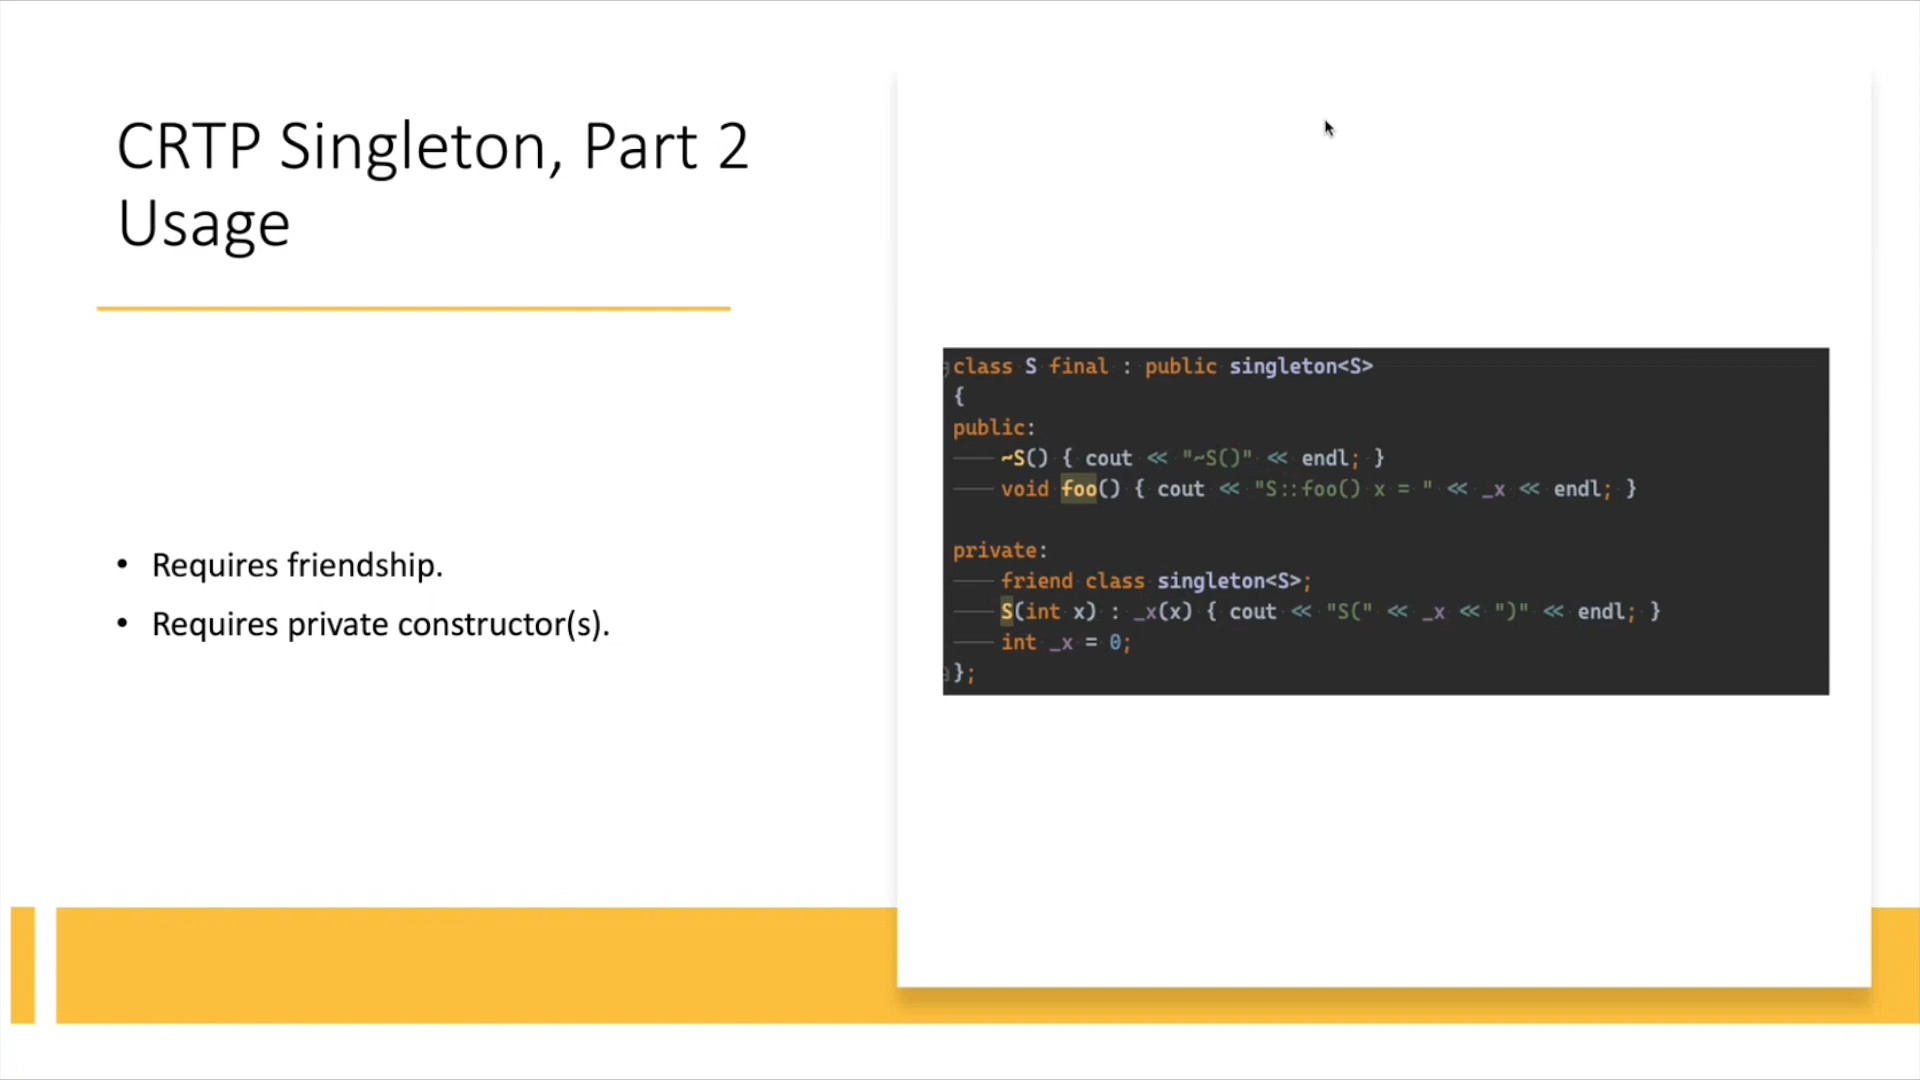 CRTP Singleton, Part 2
Usage
• Requires friendship.
• Requires private constructor(s).
class S final : public singleton<S>
{
public:
~S() { cout << "~S()" << endl; }
void foo() { cout << "S::foo() x = " << _x << endl; }
private:
friend class singleton<S>;
S(int x) : _x(x) { cout << "S(" << _x << ")" << endl; }
int _x = 0;
};